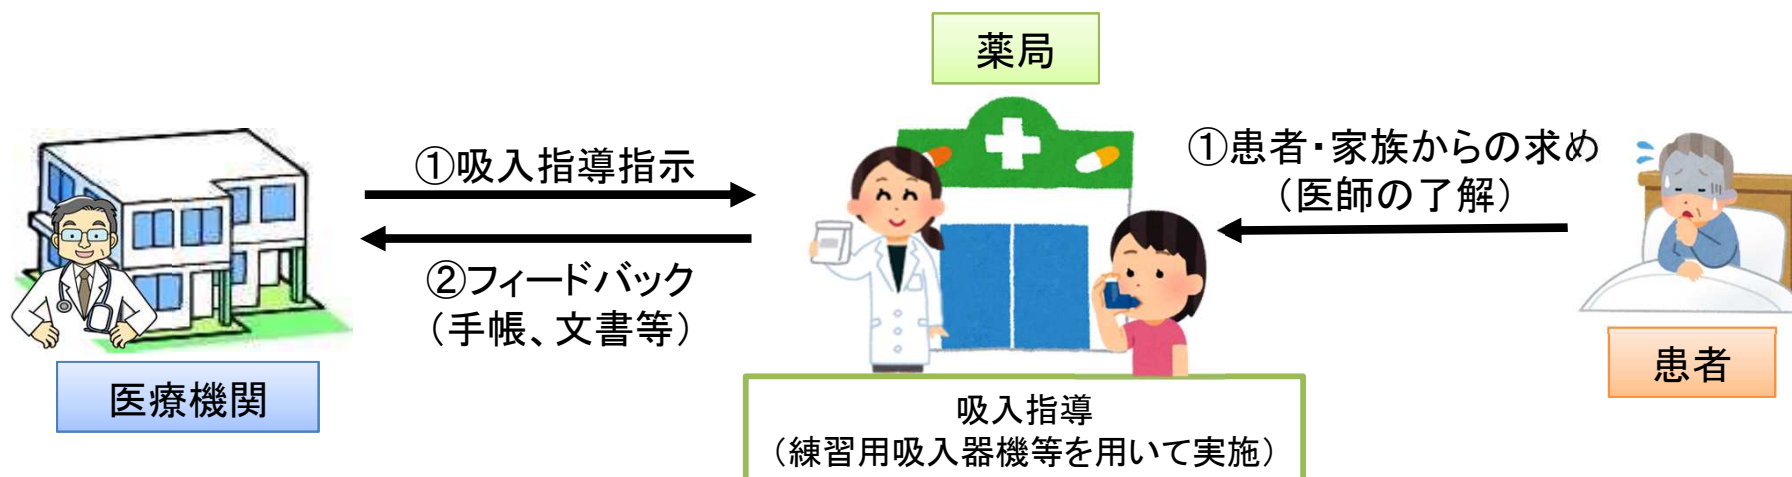 薬局
①吸入指導指示
②フィードバック
（手帳、文書等）
医療機関
①患者・家族からの求め
（医師の了解）
患者
吸入指導
（練習用吸入器機等を用いて実施）